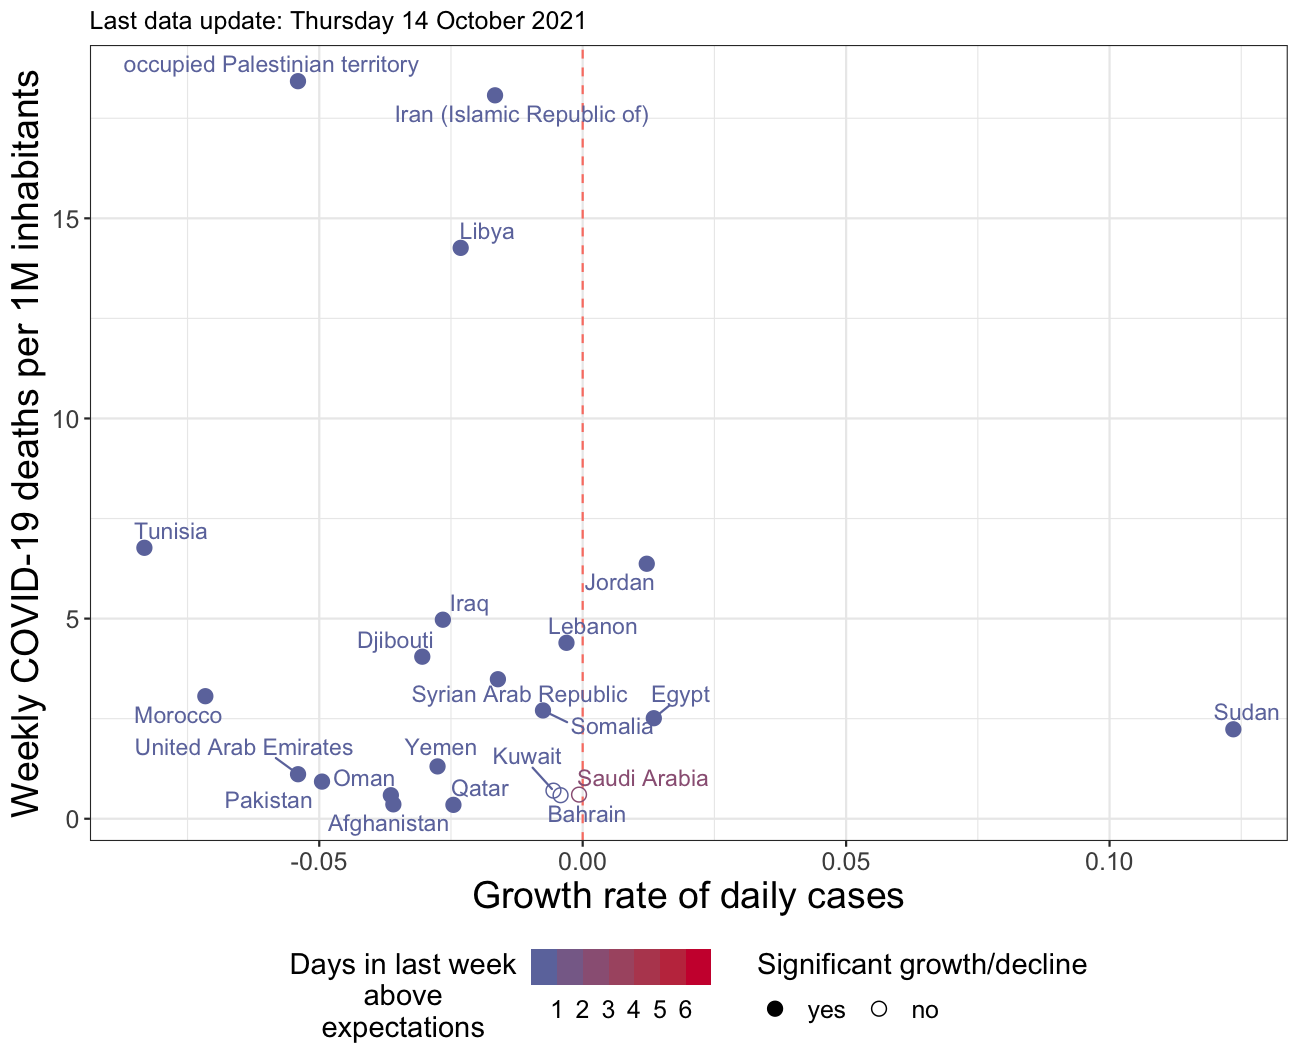 Last data update: Thursday 14 October 2021
Weekly COVID-19 deaths per 1M inhabitants
occupied Palestinian territory
Iran (Islamic Republic of)
15
Libya
10
Tunisia
Jordan
Iraq
5
Lebanon
Djibouti
Syrian Arab Republic
Egypt
Morocco
Sudan
Somalia
United Arab Emirates
Yemen
Kuwait
Oman
Saudi Arabia
Qatar
Pakistan
Bahrain
Afghanistan
0
-0.05 0.00 0.05 0.10
Growth rate of daily cases
Days in last week
above
expectations
1 2 3 4 5 6
Significant growth/decline
yes no